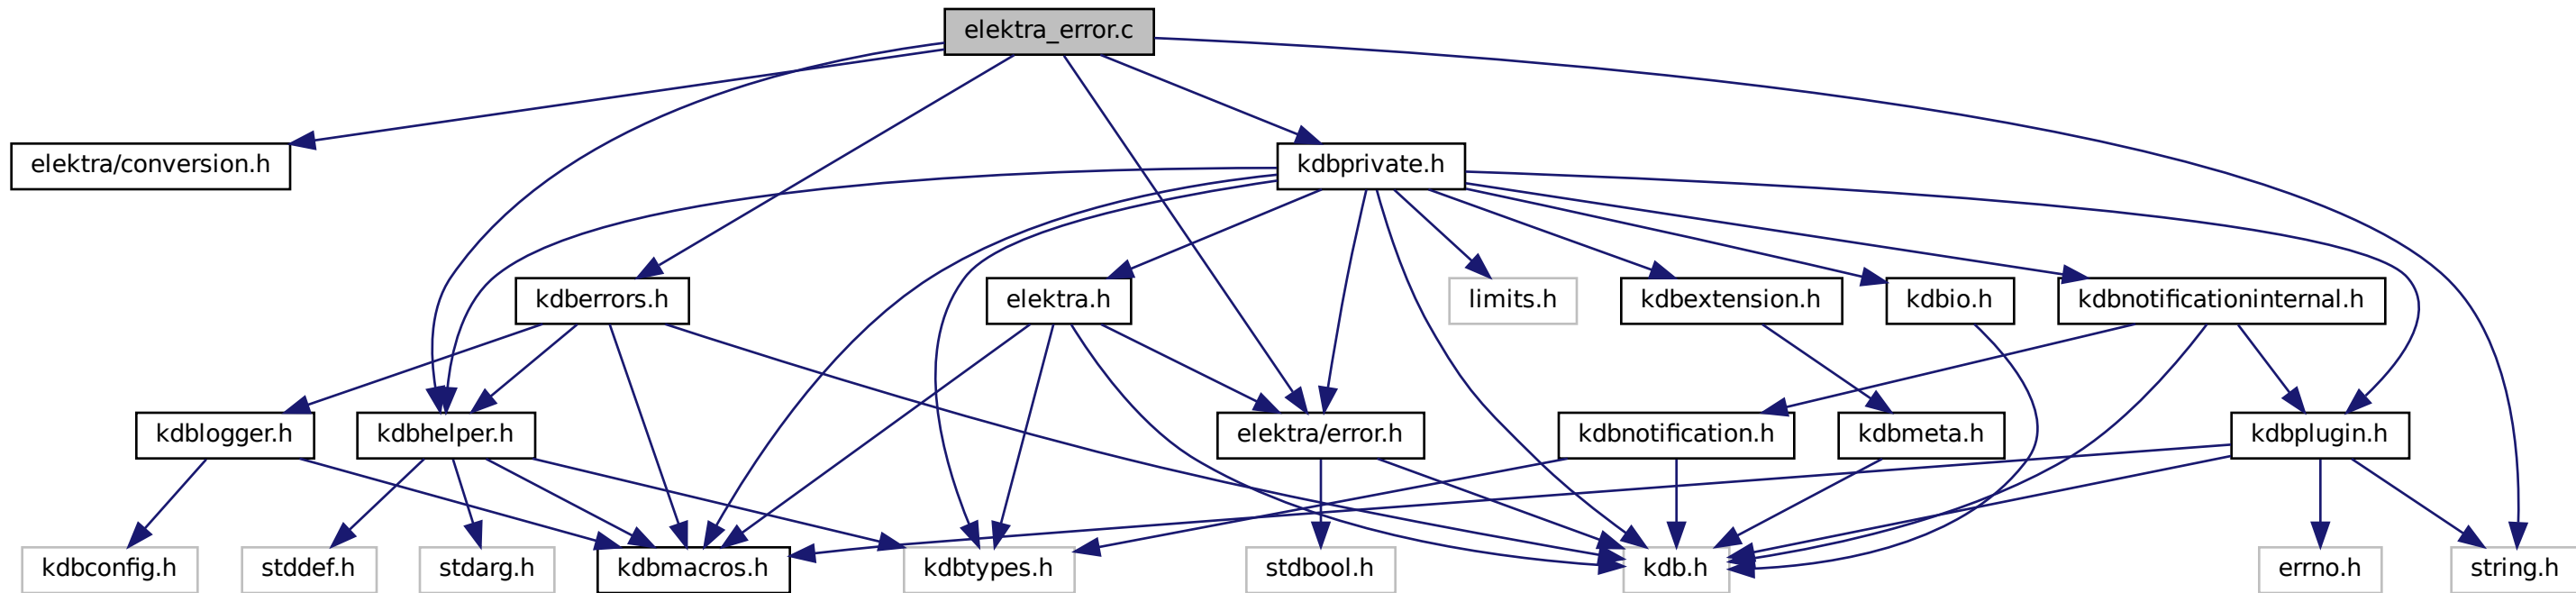 elektra_error.c
elektra/conversion.h
kdbprivate.h
kdberrors.h
elektra.h
limits.h
kdbextension.h
kdbio.h
kdbnotificationinternal.h
kdblogger.h
kdbhelper.h
elektra/error.h
kdbnotification.h
kdbmeta.h
kdbplugin.h
kdbconfig.h
stddef.h
stdarg.h
kdbmacros.h
kdbtypes.h
stdbool.h
kdb.h
errno.h
string.h